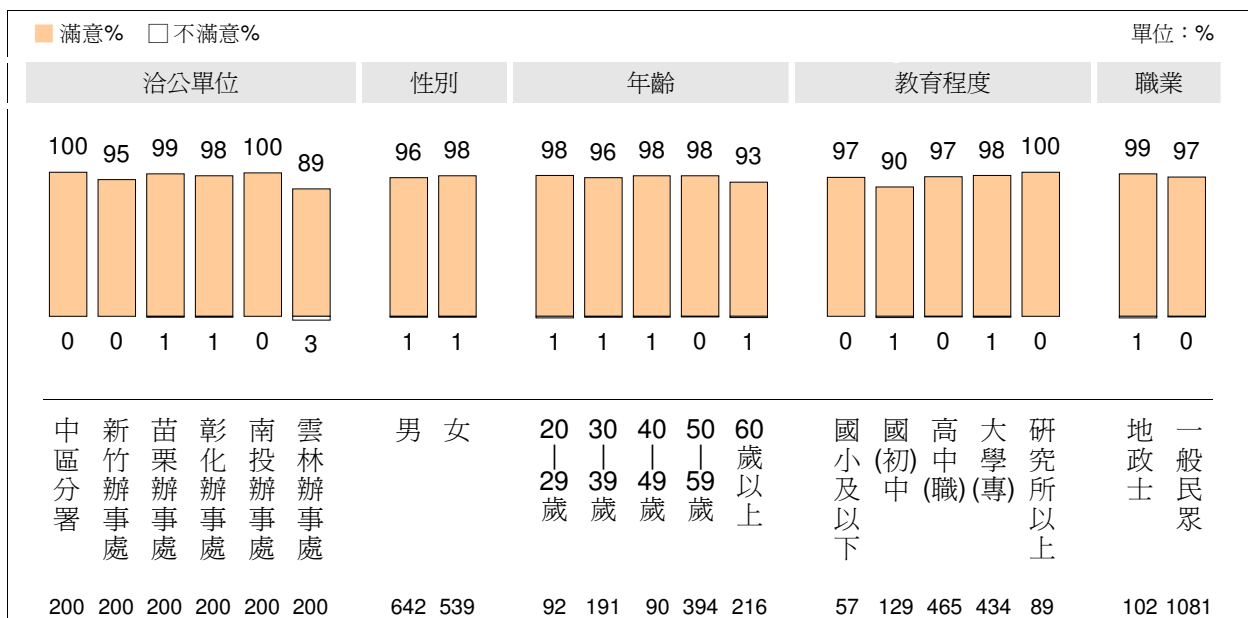 滿意% 不滿意% 單位：%
洽公單位 性別 年齡 教育程度 職業
100 95 99 98 100 89 96 98 98 96 98 98 93 97 90 97 98 100 99 97
0 0 1 1 0 3 1 1 1 1 1 0 1 0 1 0 1 0 1 0
中區分署
新竹辦事處
苗栗辦事處
彰化辦事處
南投辦事處
雲林辦事處
男
女
20|29歲
30|39歲
40|49歲
50|59歲
60歲以上
國小及以下
國(初)中
高中(職)
大學(專)
研究所以上
地政士
一般民眾
200 200 200 200 200 200 642 539 92 191 90 394 216 57 129 465 434 89 102 1081